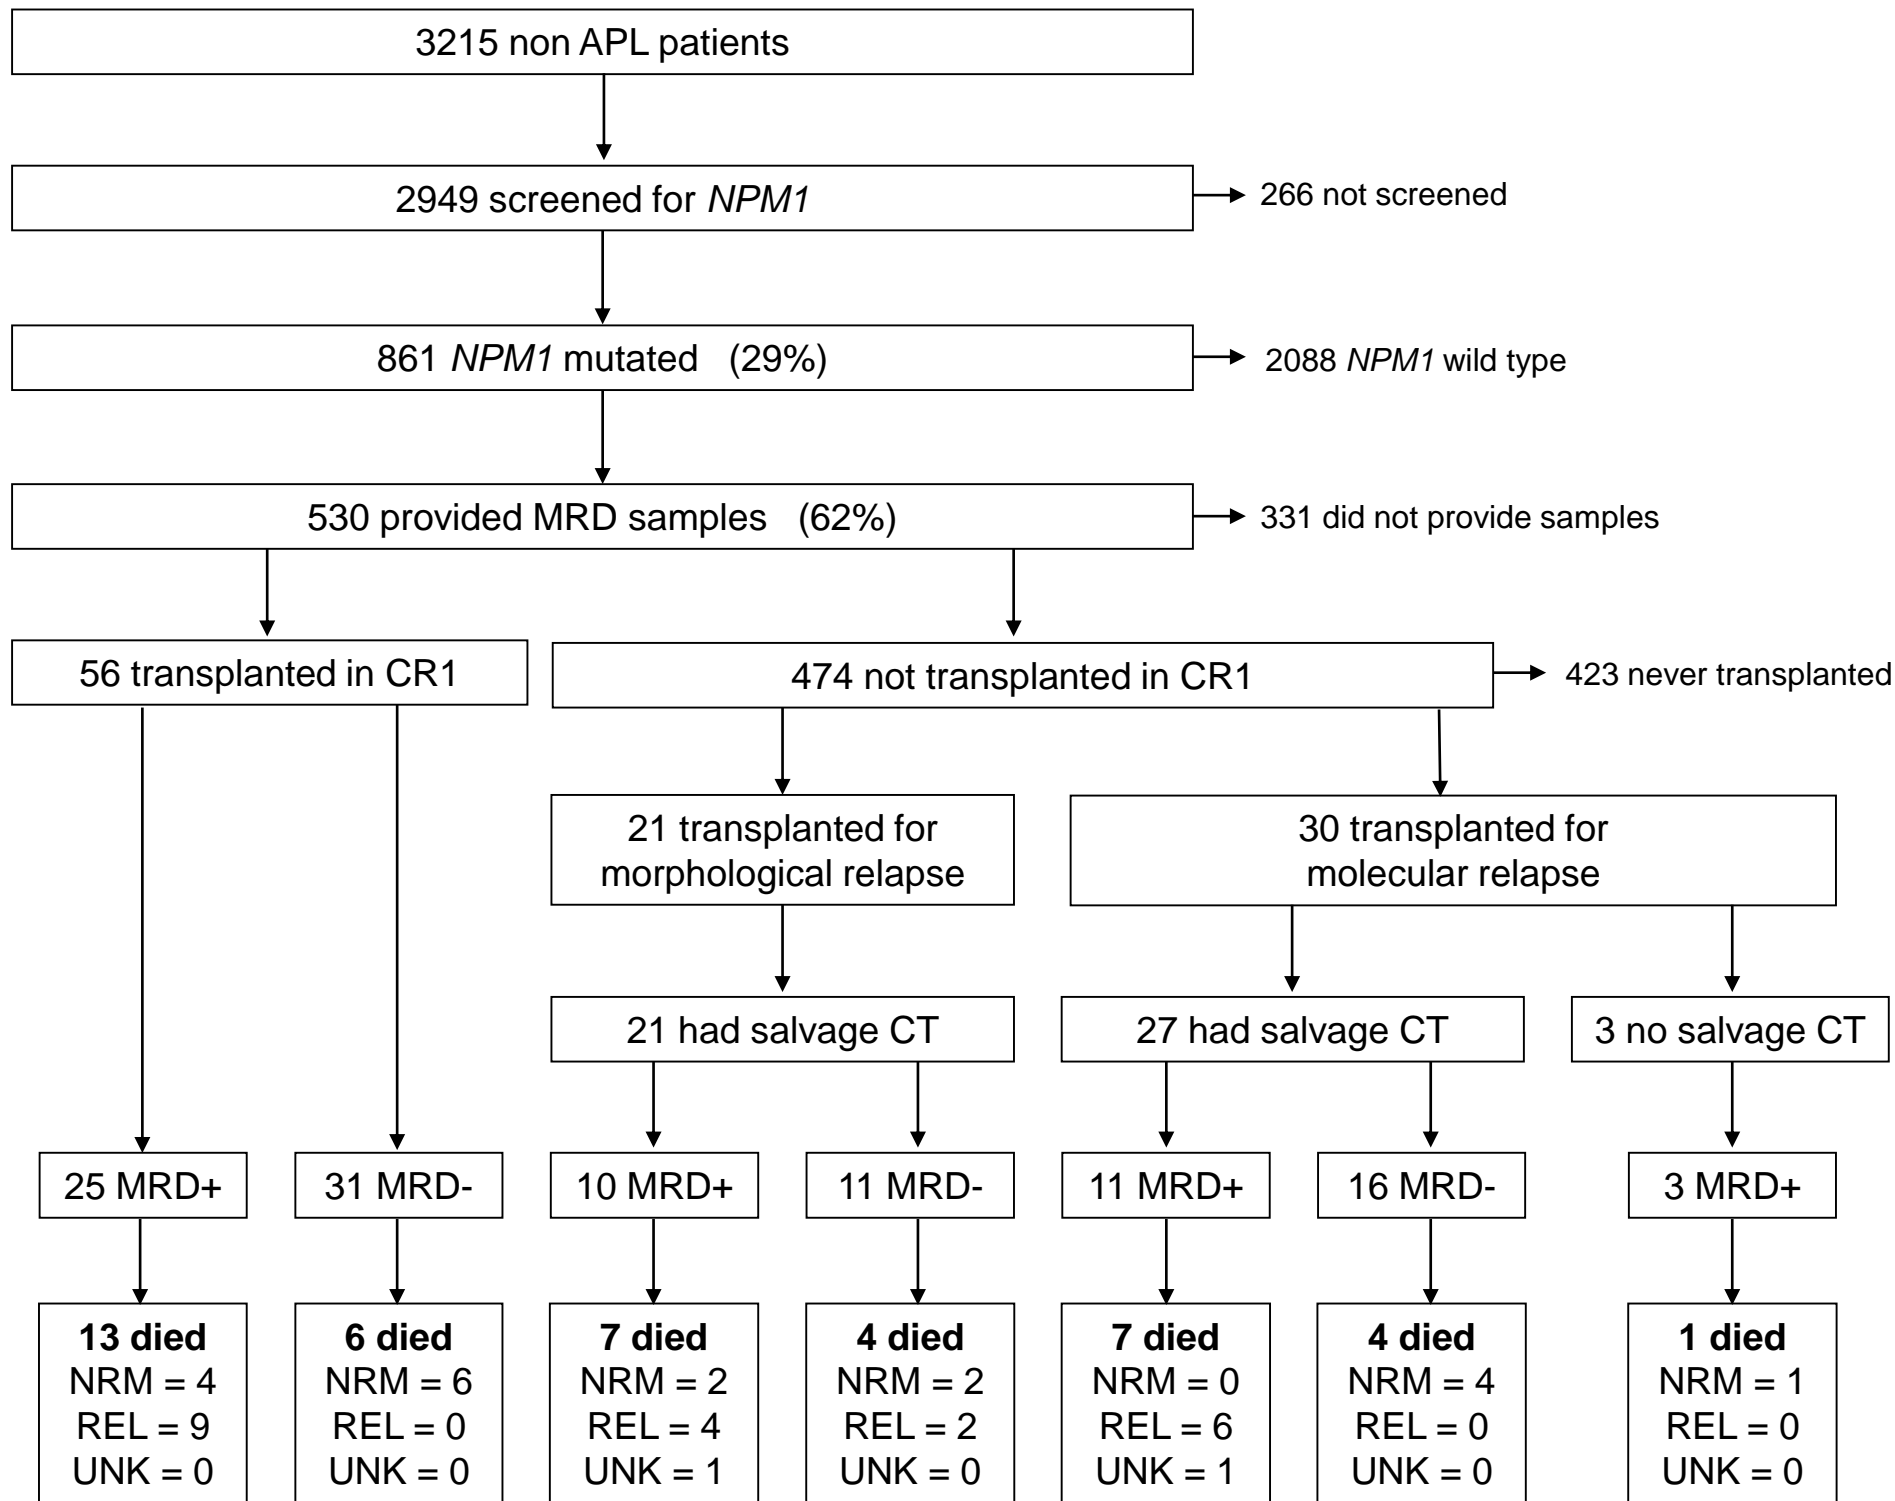 3215 non APL patients
2949 screened for NPM1
266 not screened
861 NPM1 mutated (29%)
2088 NPM1 wild type
530 provided MRD samples (62%)
331 did not provide samples
56 transplanted in CR1
474 not transplanted in CR1
423 never transplanted
21 transplanted for
morphological relapse
30 transplanted for
molecular relapse
21 had salvage CT
27 had salvage CT
3 no salvage CT
25 MRD+
31 MRD-
10 MRD+
11 MRD-
11 MRD+
16 MRD-
3 MRD+
13 died
NRM = 4
REL = 9
UNK = 0
6 died
NRM = 6
REL = 0
UNK = 0
7 died
NRM = 2
REL = 4
UNK = 1
4 died
NRM = 2
REL = 2
UNK = 0
7 died
NRM = 0
REL = 6
UNK = 1
4 died
NRM = 4
REL = 0
UNK = 0
1 died
NRM = 1
REL = 0
UNK = 0